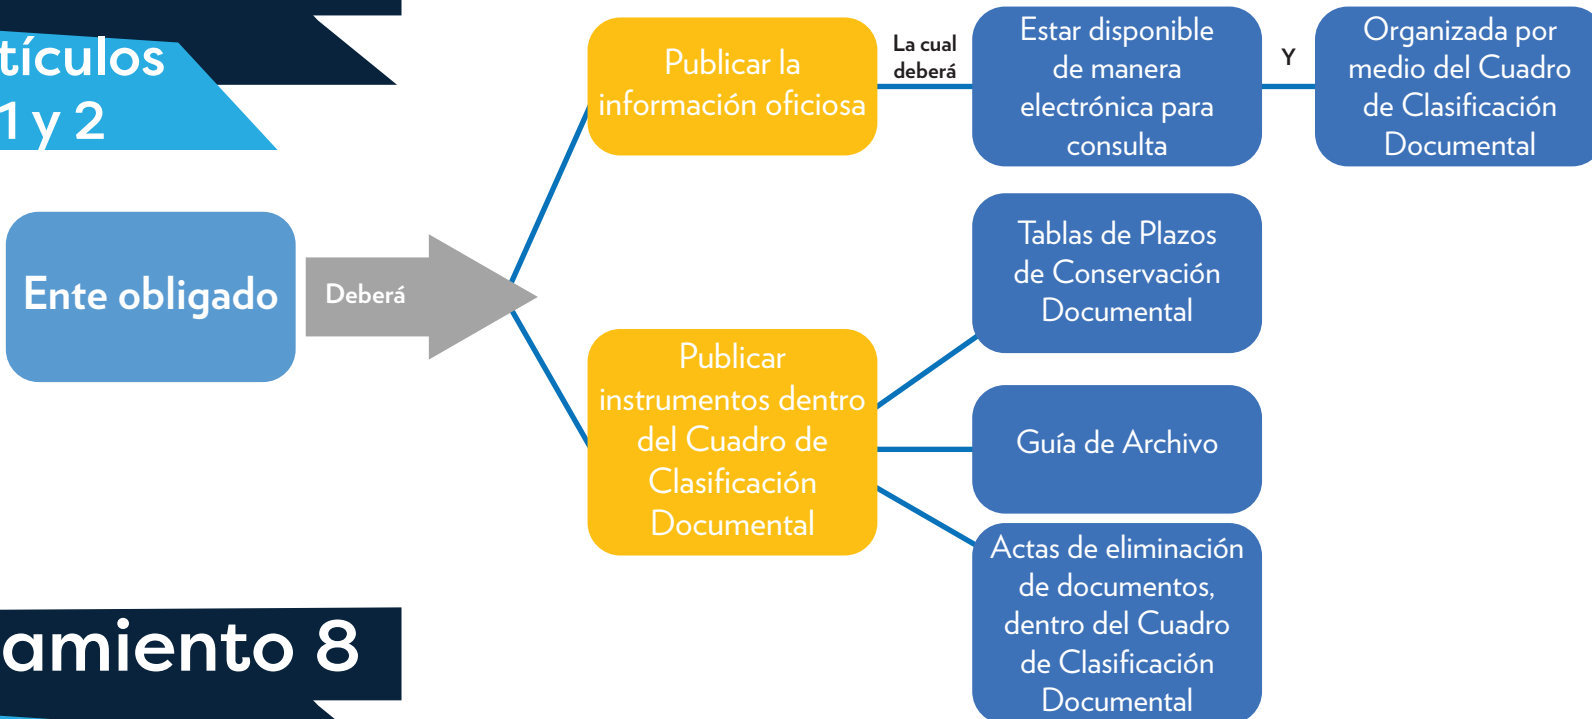 tículos
1 y 2
Ente obligado
Deberá
Publicar la
información oficiosa
La cual
deberá
Estar disponible
de manera
electrónica para
consulta
Y
Organizada por
medio del Cuadro
de Clasificación
Documental
Publicar
instrumentos dentro
del Cuadro de
Clasificación
Documental
Tablas de Plazos
de Conservación
Documental
Guía de Archivo
Actas de eliminación
de documentos,
dentro del Cuadro
de Clasificación
Documental
amiento 8